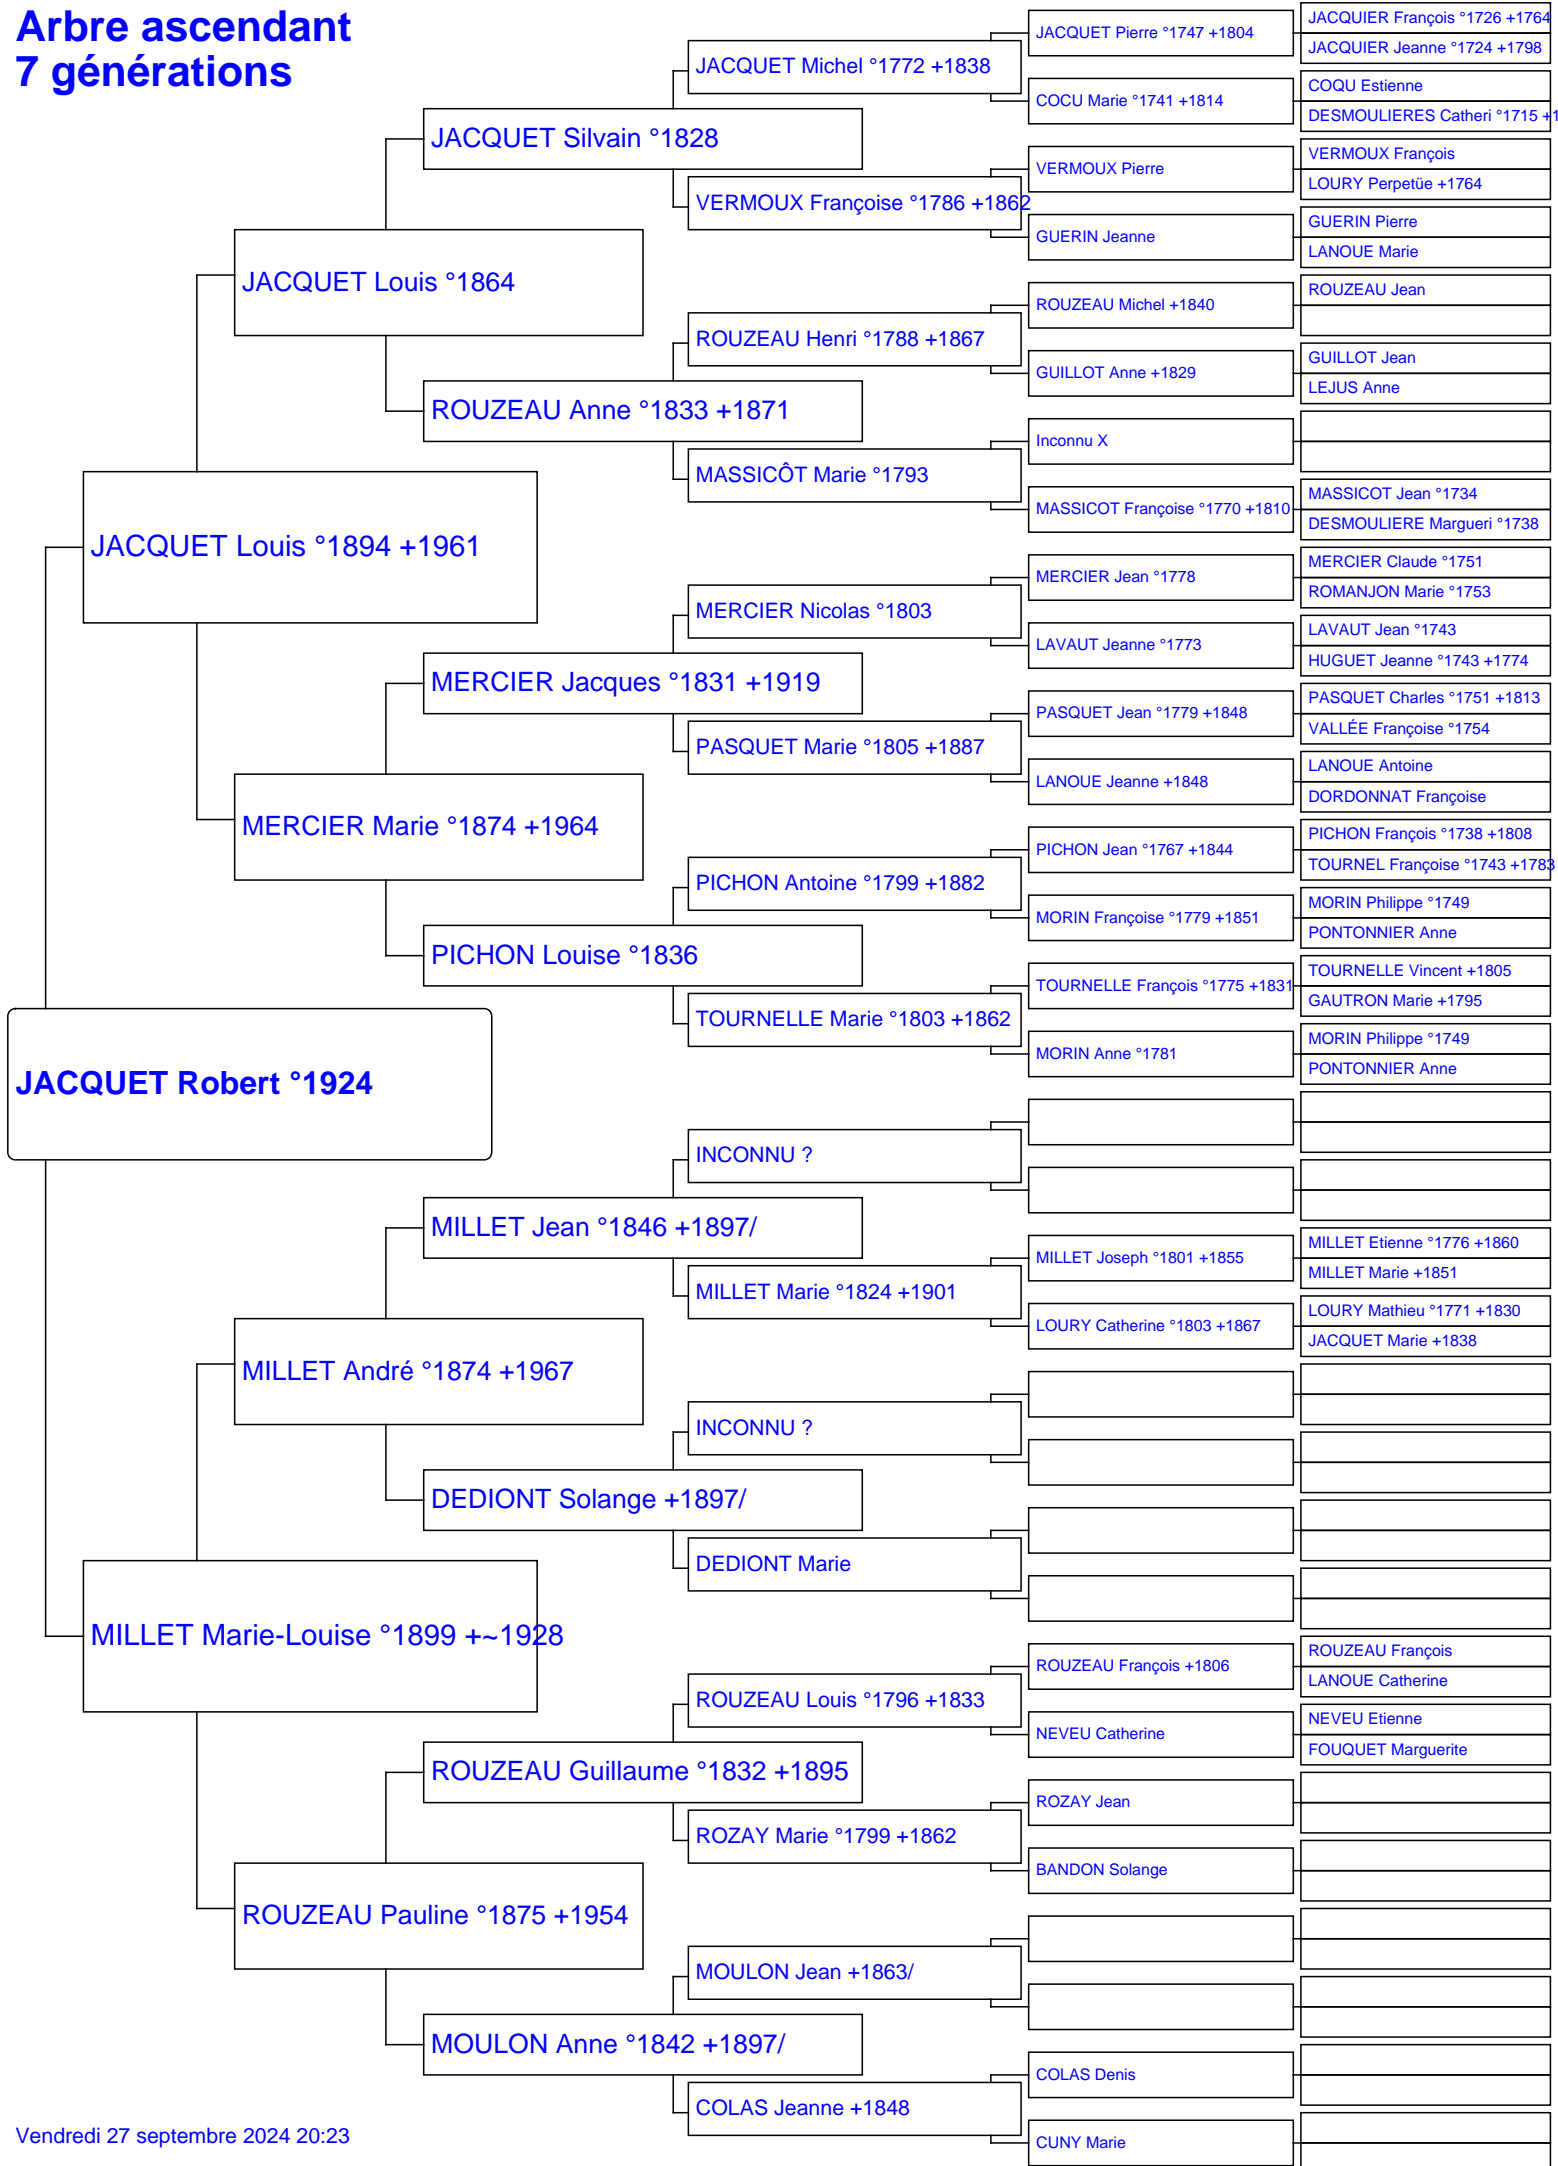 Arbre ascendant
7 générations
JACQUET Robert °1924
JACQUET Louis °1894 +1961
MILLET Marie-Louise °1899 +~1928
JACQUET Louis °1864
MERCIER Marie °1874 +1964
MILLET André °1874 +1967
ROUZEAU Pauline °1875 +1954
JACQUET Silvain °1828
ROUZEAU Anne °1833 +1871
MERCIER Jacques °1831 +1919
PICHON Louise °1836
MILLET Jean °1846 +1897/
DEDIONT Solange +1897/
ROUZEAU Guillaume °1832 +1895
MOULON Anne °1842 +1897/
JACQUET Michel °1772 +1838
VERMOUX Françoise °1786 +1862
ROUZEAU Henri °1788 +1867
MASSICÔT Marie °1793
MERCIER Nicolas °1803
PASQUET Marie °1805 +1887
PICHON Antoine °1799 +1882
TOURNELLE Marie °1803 +1862
INCONNU ?
MILLET Marie °1824 +1901
INCONNU ?
DEDIONT Marie
ROUZEAU Louis °1796 +1833
ROZAY Marie °1799 +1862
MOULON Jean +1863/
COLAS Jeanne +1848
JACQUET Pierre °1747 +1804
COCU Marie °1741 +1814
VERMOUX Pierre
GUERIN Jeanne
ROUZEAU Michel +1840
GUILLOT Anne +1829
Inconnu X
MASSICOT Françoise °1770 +1810
MERCIER Jean °1778
LAVAUT Jeanne °1773
PASQUET Jean °1779 +1848
LANOUE Jeanne +1848
PICHON Jean °1767 +1844
MORIN Françoise °1779 +1851
TOURNELLE François °1775 +1831
MORIN Anne °1781
MILLET Joseph °1801 +1855
LOURY Catherine °1803 +1867
ROUZEAU François +1806
NEVEU Catherine
ROZAY Jean
BANDON Solange
COLAS Denis
CUNY Marie
JACQUIER François °1726 +1764
JACQUIER Jeanne °1724 +1798
COQU Estienne
DESMOULIERES Catheri °1715 +1
VERMOUX François
LOURY Perpetüe +1764
GUERIN Pierre
LANOUE Marie
ROUZEAU Jean
GUILLOT Jean
LEJUS Anne
MASSICOT Jean °1734
DESMOULIERE Margueri °1738
MERCIER Claude °1751
ROMANJON Marie °1753
LAVAUT Jean °1743
HUGUET Jeanne °1743 +1774
PASQUET Charles °1751 +1813
VALLÉE Françoise °1754
LANOUE Antoine
DORDONNAT Françoise
PICHON François °1738 +1808
TOURNEL Françoise °1743 +1783
MORIN Philippe °1749
PONTONNIER Anne
TOURNELLE Vincent +1805
GAUTRON Marie +1795
MORIN Philippe °1749
PONTONNIER Anne
MILLET Etienne °1776 +1860
MILLET Marie +1851
LOURY Mathieu °1771 +1830
JACQUET Marie +1838
ROUZEAU François
LANOUE Catherine
NEVEU Etienne
FOUQUET Marguerite
Vendredi 27 septembre 2024 20:23